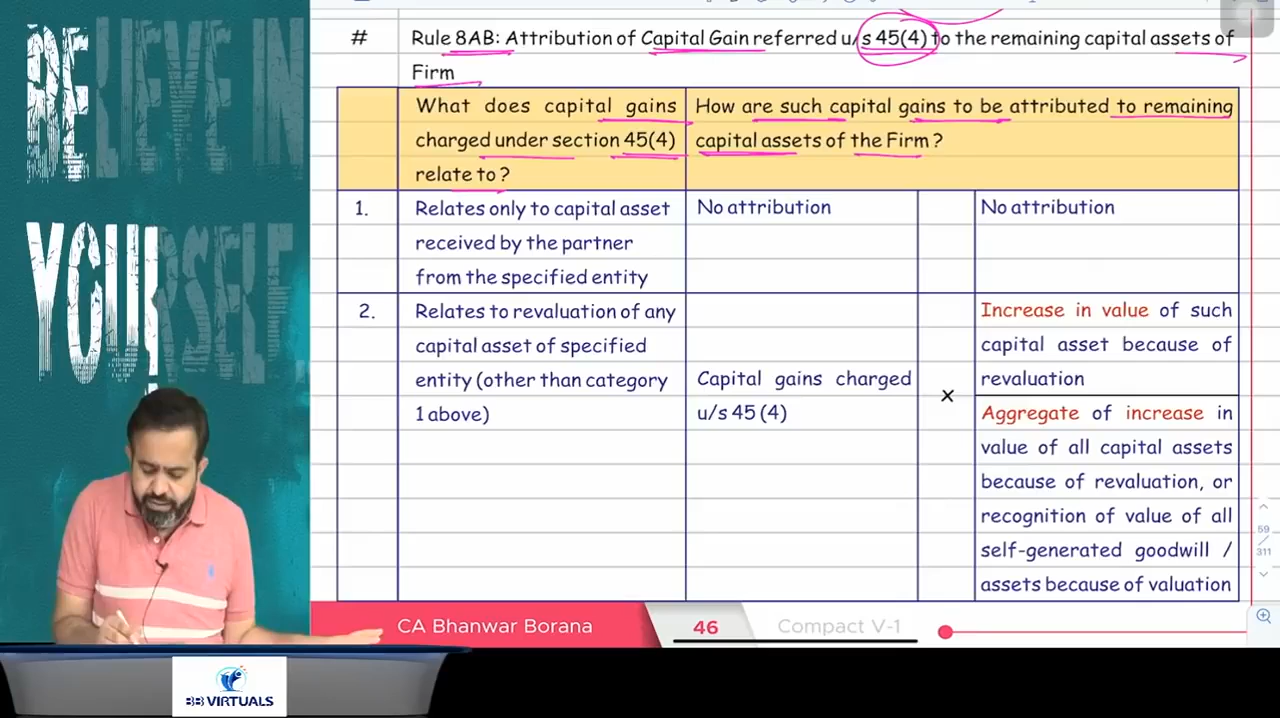 BELIEVE IN
YOURSELF
# Rule 8AB: Attribution of Capital Gain referred u/s 45(4) to the remaining capital assets of
Firm
What does capital gains
charged under section 45(4)
relate to?
How are such capital gains to be attributed to remaining
capital assets of the Firm ?
1.
Relates only to capital asset
received by the partner
from the specified entity
No attribution
No attribution
2.
Relates to revaluation of any
capital asset of specified
entity (other than category
1 above)
Capital gains charged
u/s 45 (4)
×
Increase in value of such
capital asset because of
revaluation
Aggregate of increase in
value of all capital assets
because of revaluation, or
recognition of value of all
self-generated goodwill /
assets because of valuation
59
/
311
CA Bhanwar Borana
46
Compact V-1
BB VIRTUALS